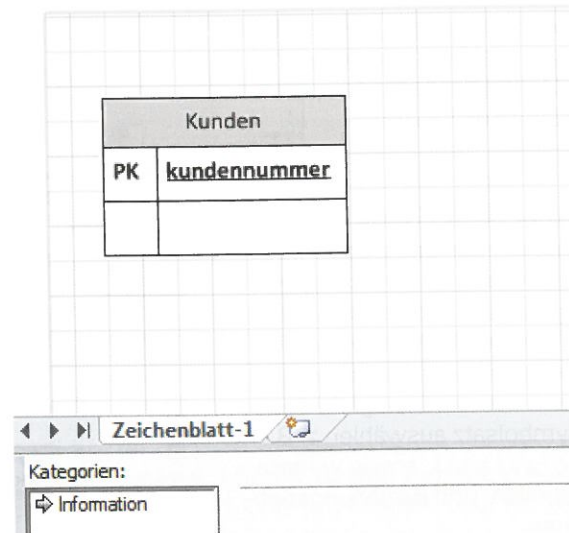 Kunden
PK kundennummer
Zeichenblatt-1
Kategorien:
Information